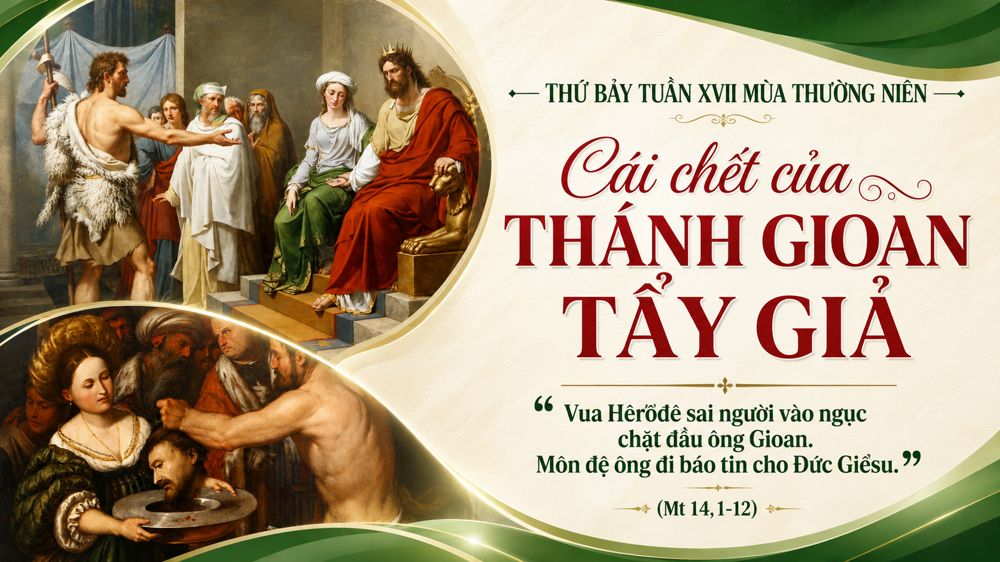 THỨ BẢY TUẦN XVII MÙA THƯỜNG NIÊN
Cái chết của
THÁNH GIOAN
TẨY GIẢ
“Vua Hêrôđê sai người vào ngục
chặt đầu ông Gioan.
Môn đệ ông đi báo tin cho Đức Giêsu.”
(Mt 14, 1-12)